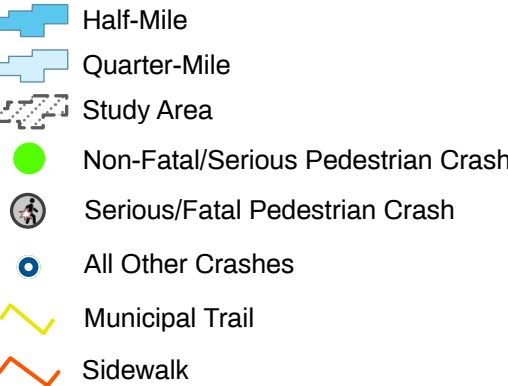 Half-Mile
Quarter-Mile
Study Area
Non-Fatal/Serious Pedestrian Crash
Serious/Fatal Pedestrian Crash
All Other Crashes
Municipal Trail
Sidewalk